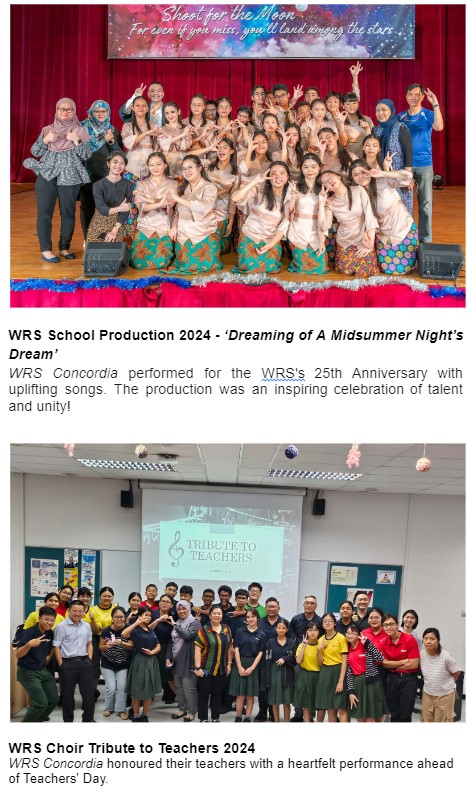 Shoot for the Moon
For even if you miss, you'll land among the stars
WRS School Production 2024 - ‘Dreaming of A Midsummer Night’s
Dream’
WRS Concordia performed for the WRS's 25th Anniversary with
uplifting songs. The production was an inspiring celebration of talent
and unity!
TRIBUTE TO
TEACHERS
WRS Choir Tribute to Teachers 2024
WRS Concordia honoured their teachers with a heartfelt performance ahead
of Teachers’ Day.